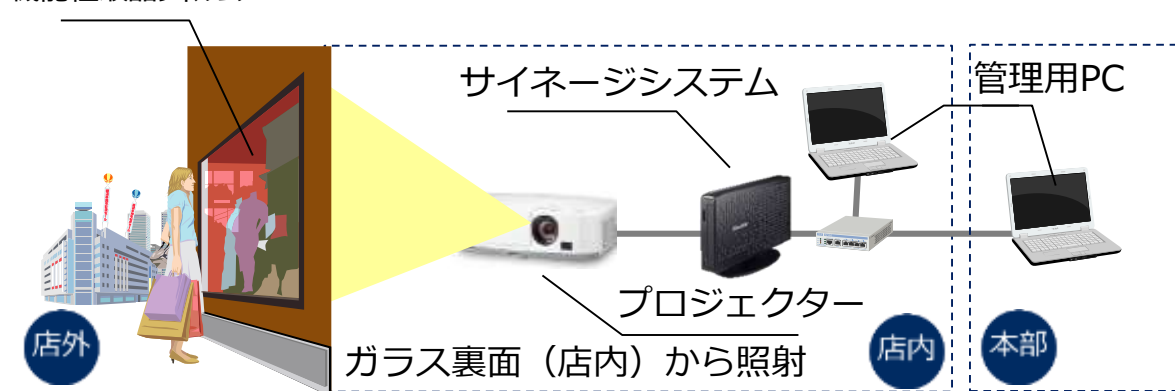 サイネージシステム
管理用PC
プロジェクター
ガラス裏面（店内）から照射
店外
店内
本部